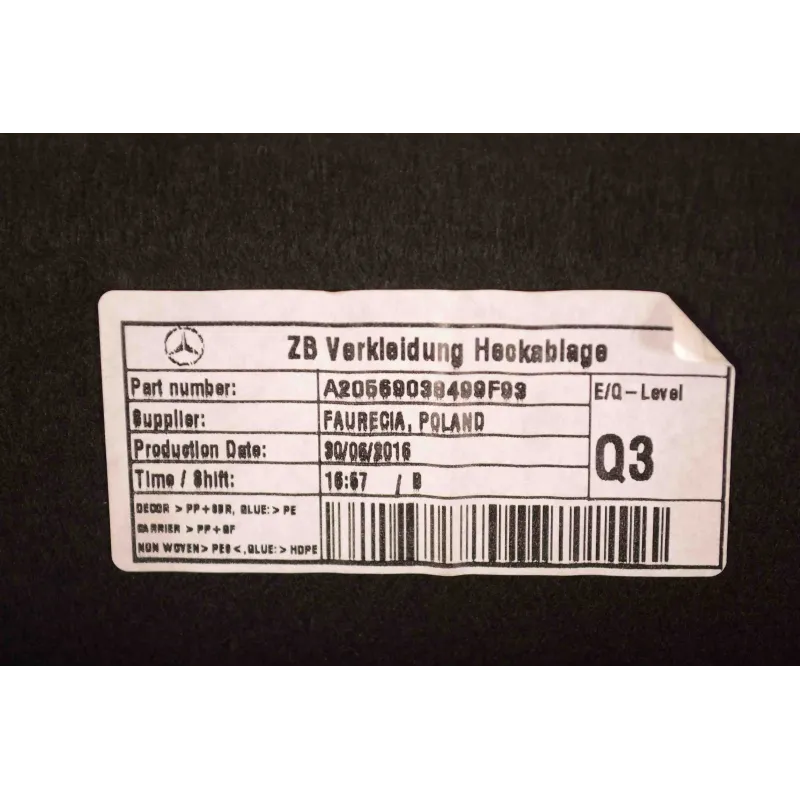 ZB Verkleidung Heckablage
Part number: A20569039499F93
Supplier: FAURECIA, POLAND
Production Date: 30/06/2016
Time / Shift: 16:57 / B
E/Q-Level
Q3
DECOR > PP+SBR, GLUE: > PE
CARRIER > PP+GF
NON WOVEN> PES <, GLUE: > HDPE